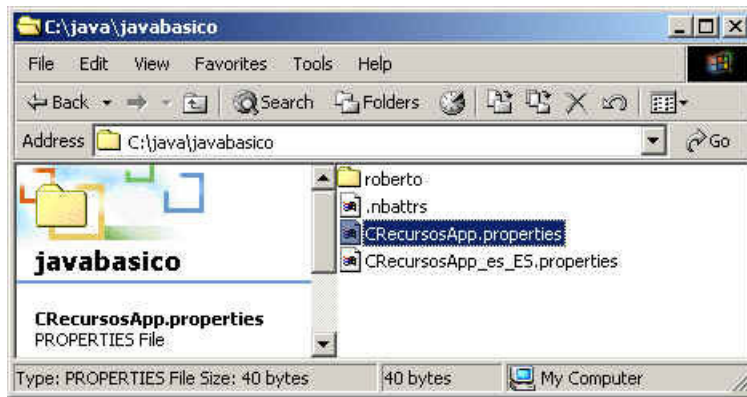 C:\java\javabasico
File Edit View Favorites Tools Help
Back Search Folders
Address C:\java\javabasico Go
roberto
.nbattrs
CRecursosApp.properties
CRecursosApp_es_ES.properties
javabasico
CRecursosApp.properties
PROPERTIES File
Type: PROPERTIES File Size: 40 bytes 40 bytes My Computer